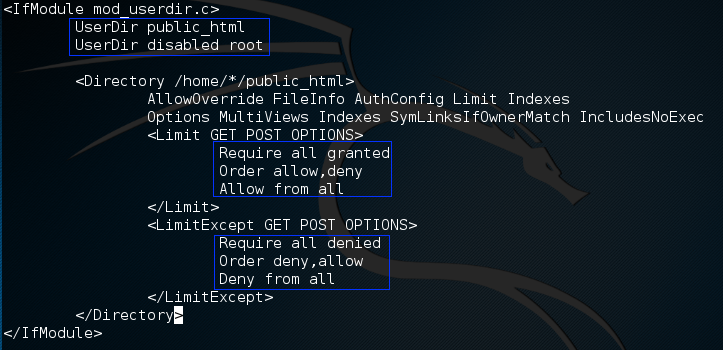 <IfModule mod_userdir.c>
UserDir public_html
UserDir disabled root
<Directory /home/*/public_html>
AllowOverride FileInfo AuthConfig Limit Indexes
Options MultiViews Indexes SymLinksIfOwnerMatch IncludesNoExec
<Limit GET POST OPTIONS>
Require all granted
Order allow,deny
Allow from all
</Limit>
<LimitExcept GET POST OPTIONS>
Require all denied
Order deny,allow
Deny from all
</LimitExcept>
</Directory>
</IfModule>